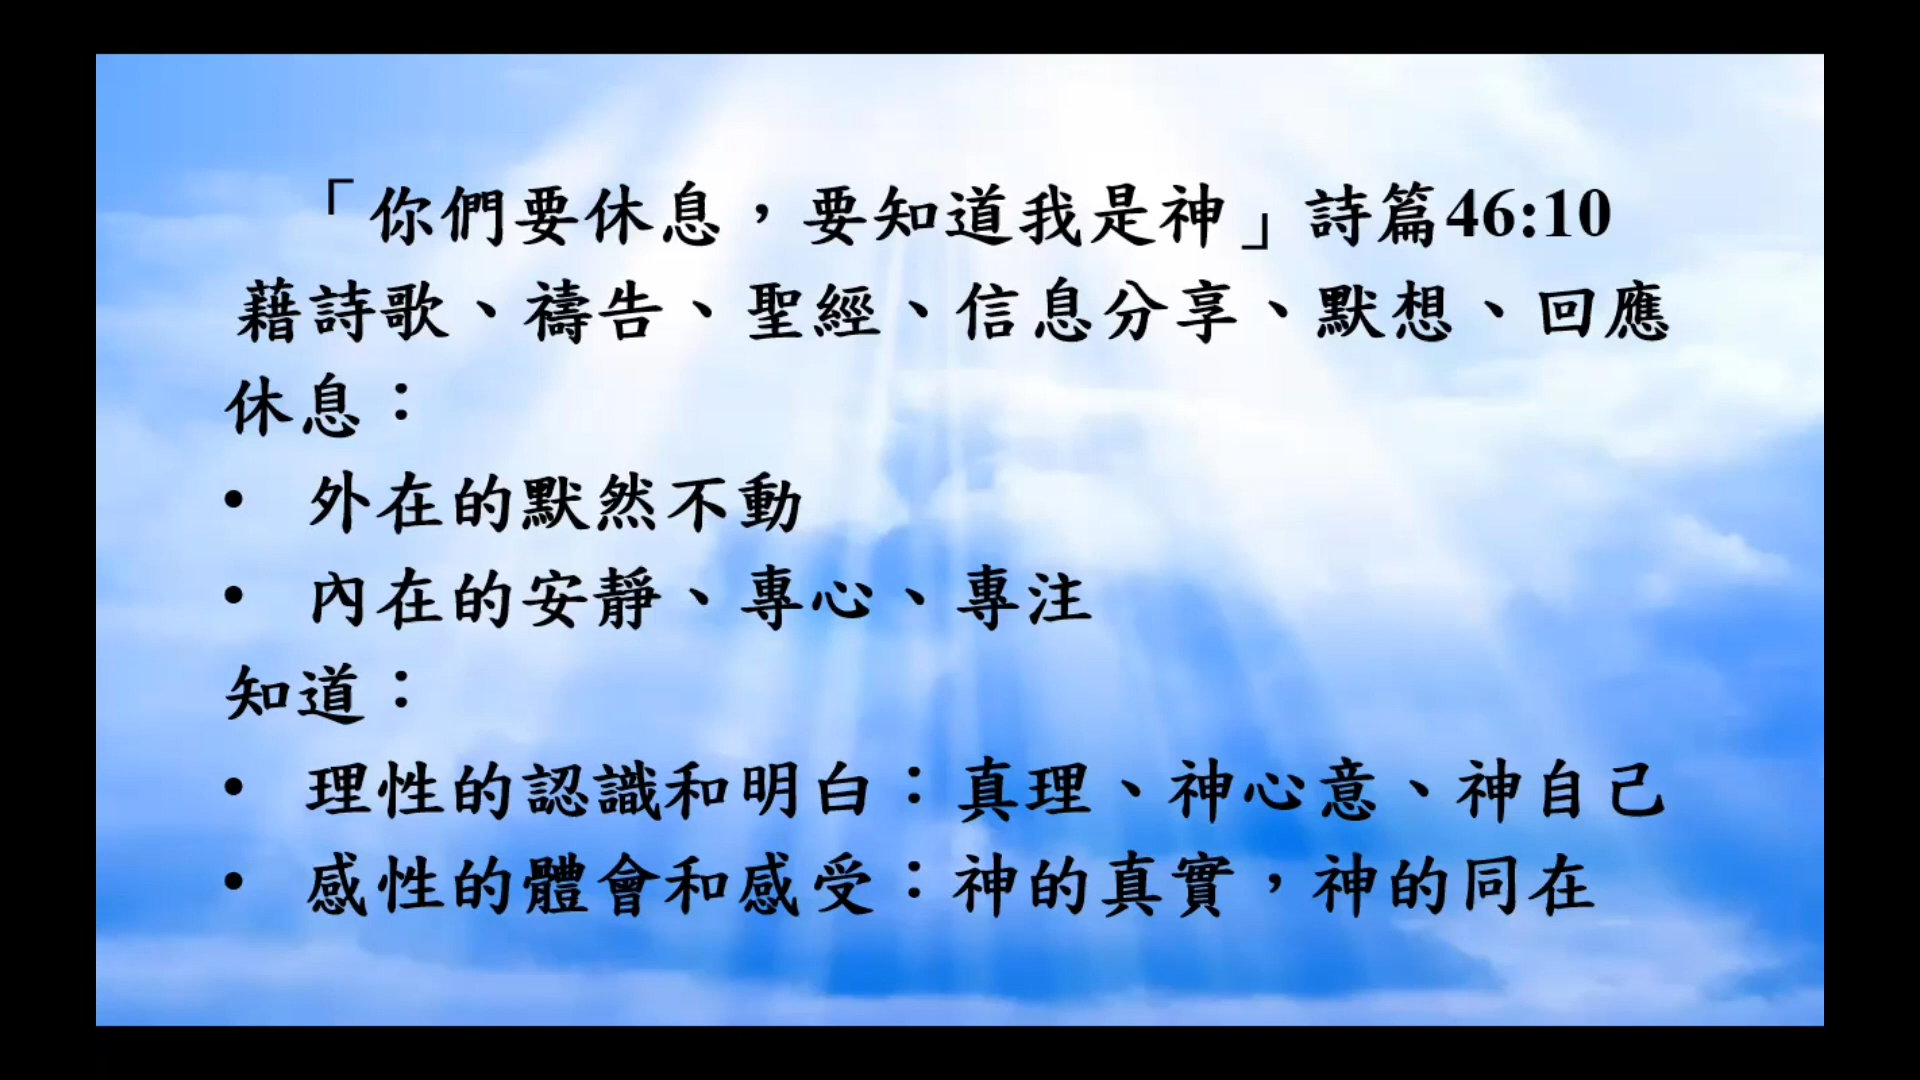 「你們要休息，要知道我是神」詩篇46:10
藉詩歌、禱告、聖經、信息分享、默想、回應
休息：
• 外在的默然不動
• 內在的安靜、專心、專注
知道：
• 理性的認識和明白：真理、神心意、神自己
• 感性的體會和感受：神的真實，神的同在